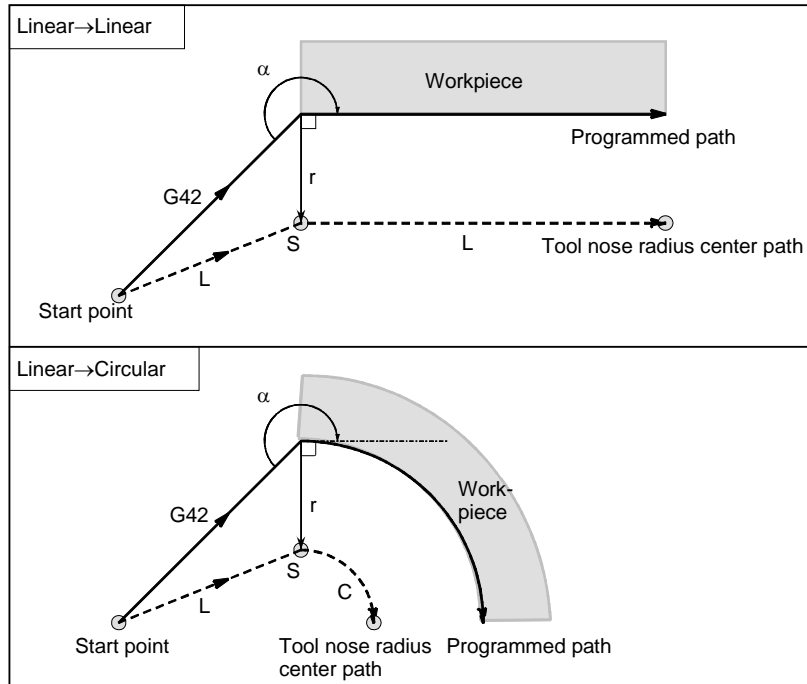 Linear→Linear
α
Workpiece
Programmed path
r
G42
S
L
Tool nose radius center path
L
Start point
Linear→Circular
α
Work-
piece
G42
r
S
L
C
Start point
Tool nose radius
center path
Programmed path